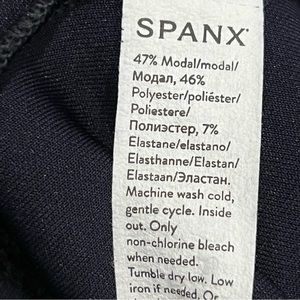 SPANX
47% Modal/modal/
Модал, 46%
Polyester/poliéster/
Poliestere/
Полиэстер, 7%
Elastane/elastano/
Elasthanne/Elastan/
Elastaan/Эластан.
Machine wash cold,
gentle cycle. Inside
out. Only
non-chlorine bleach
when needed.
Tumble dry low. Low
iron if needed. Or